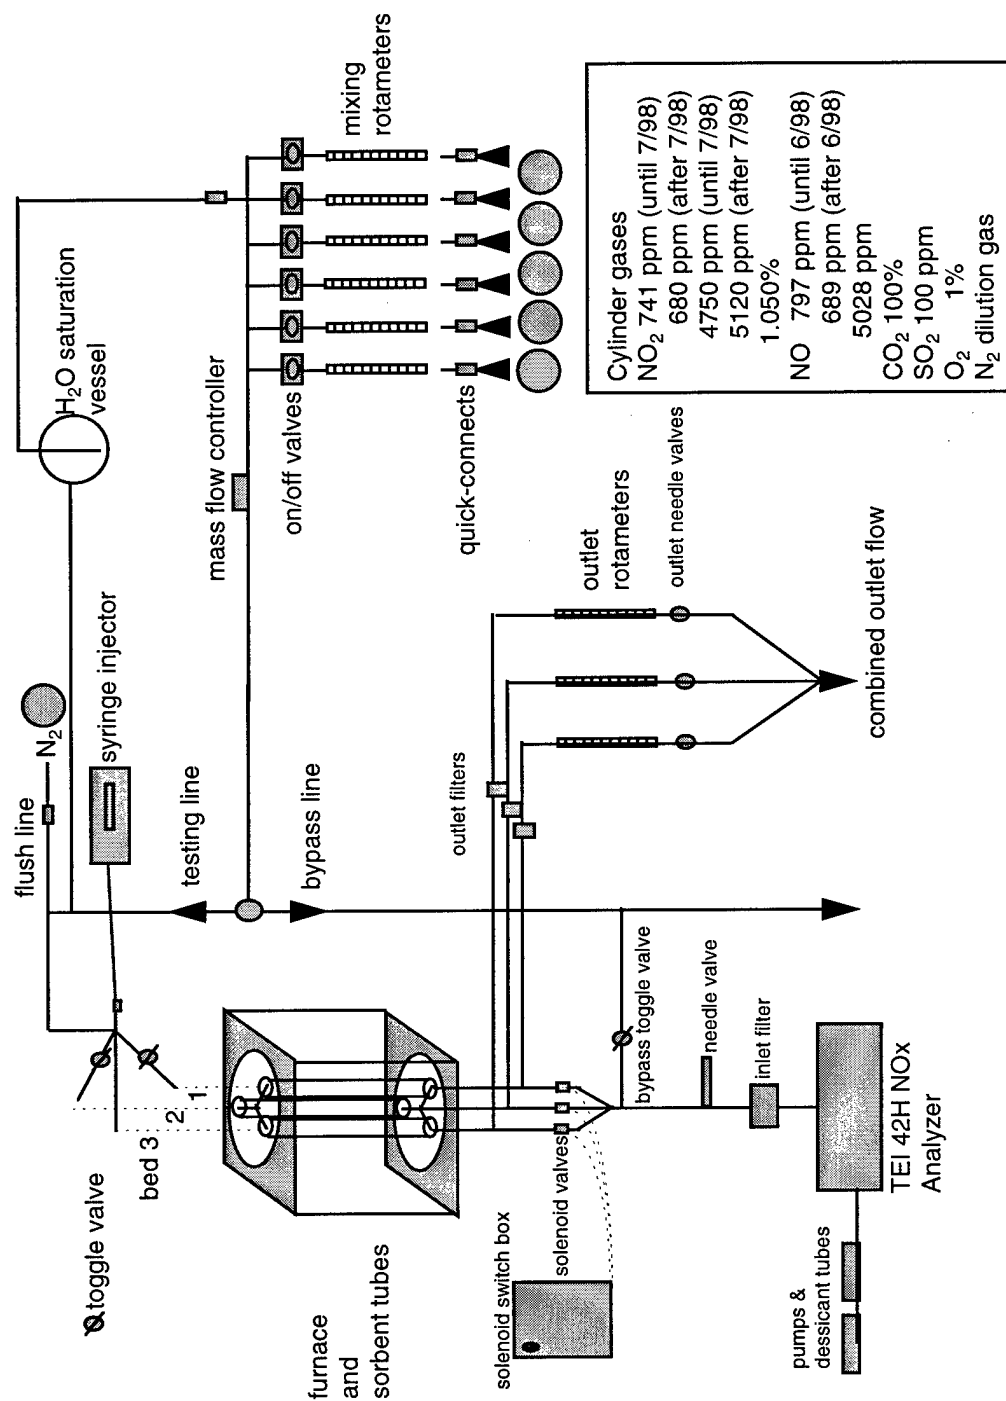 toggle valve
bed 3
2
1
flush line
N₂
syringe injector
H₂O saturation
vessel
testing line
bypass line
mass flow controller
on/off valves
mixing
rotameters
quick-connects
furnace
and
sorbent tubes
outlet filters
outlet
rotameters
outlet needle valves
combined outlet flow
solenoid switch box
solenoid valves
bypass toggle valve
needle valve
inlet filter
TEI 42H NOx
Analyzer
pumps &
dessicant tubes
Cylinder gases
NO₂ 741 ppm (until 7/98)
680 ppm (after 7/98)
4750 ppm (until 7/98)
5120 ppm (after 7/98)
1.050%
NO 797 ppm (until 6/98)
689 ppm (after 6/98)
5028 ppm
CO₂ 100%
SO₂ 100 ppm
O₂ 1%
N₂ dilution gas